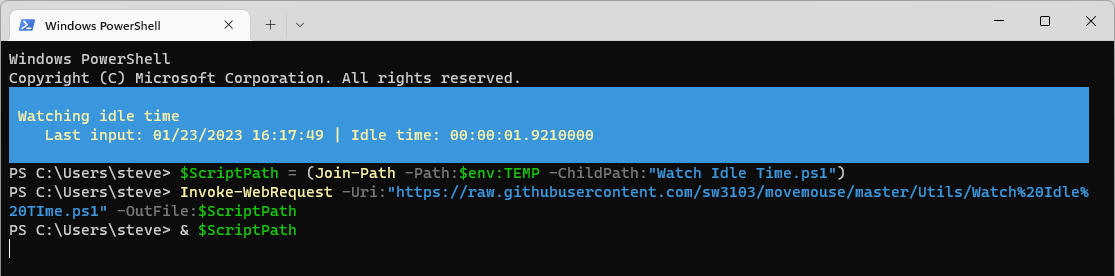 Windows PowerShell
Windows PowerShell
Copyright (C) Microsoft Corporation. All rights reserved.
Watching idle time
Last input: 01/23/2023 16:17:49 | Idle time: 00:00:01.9210000
PS C:\Users\steve> $ScriptPath = (Join-Path -Path:$env:TEMP -ChildPath:"Watch Idle Time.ps1")
PS C:\Users\steve> Invoke-WebRequest -Uri:"https://raw.githubusercontent.com/sw3103/movemouse/master/Utils/Watch%20Idle%
20TIme.ps1" -OutFile:$ScriptPath
PS C:\Users\steve> & $ScriptPath